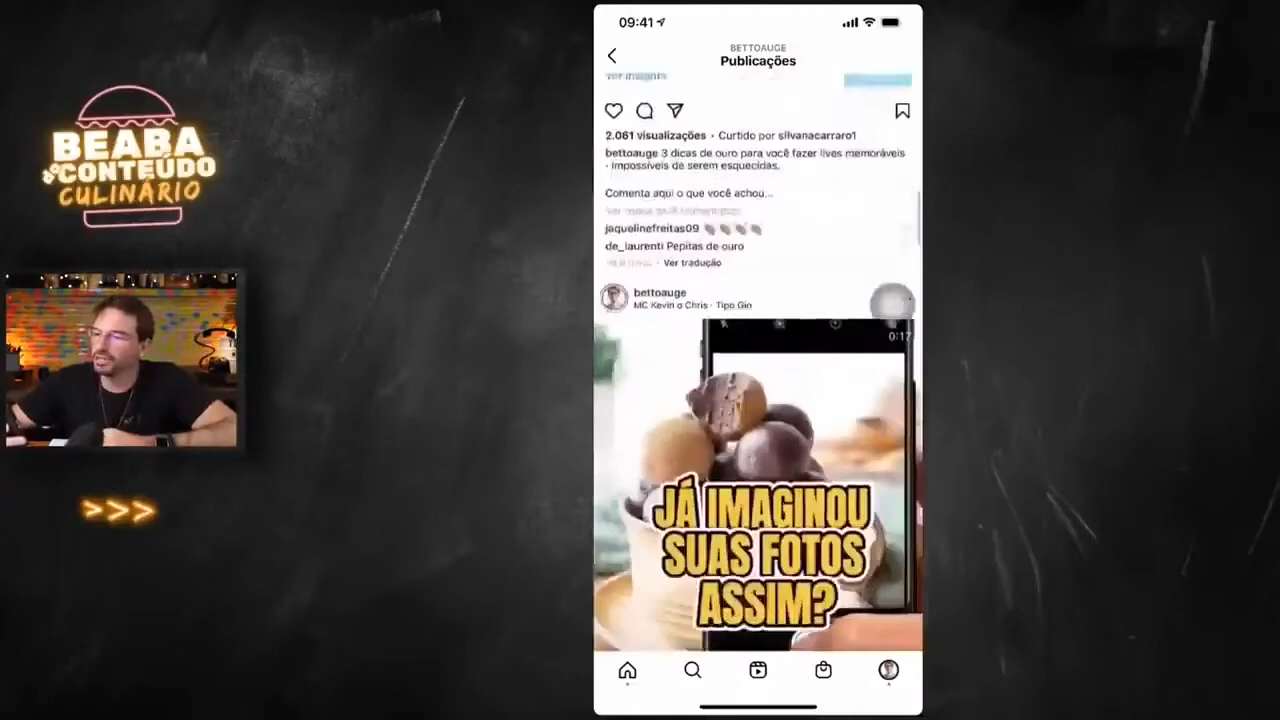 BEABA
CONTEÚDO
CULINÁRIO
>>>
09:41
BETTOAUGE
Publicações
2.061 visualizações • Curtido por silvanacarraro1
bettoauge 3 dicas de ouro para você fazer lives memoráveis
- Impossíveis de serem esquecidas.
Comenta aqui o que você achou...
jaquelinefreitas09
de_laurenti Pepitas de ouro
Ver tradução
bettoauge
MC Kevin o Chris · Tipo Gin
0:17
JÁ IMAGINOU
SUAS FOTOS
ASSIM?